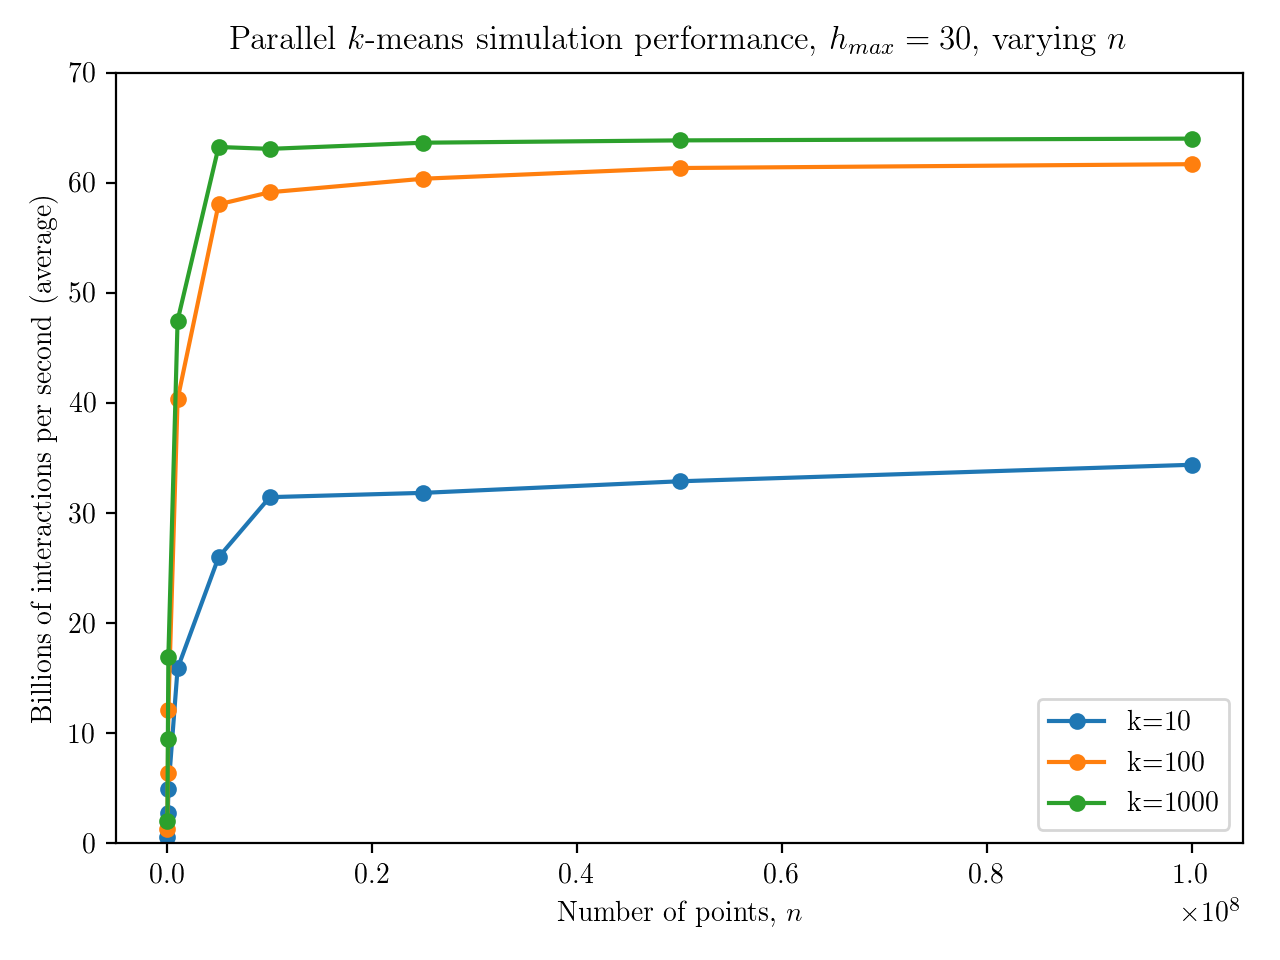 Parallel k-means simulation performance, h_max = 30, varying n
70
60
50
40
30
20
10
0
Billions of interactions per second (average)
k=10
k=100
k=1000
0.0 0.2 0.4 0.6 0.8 1.0
Number of points, n
×10⁸